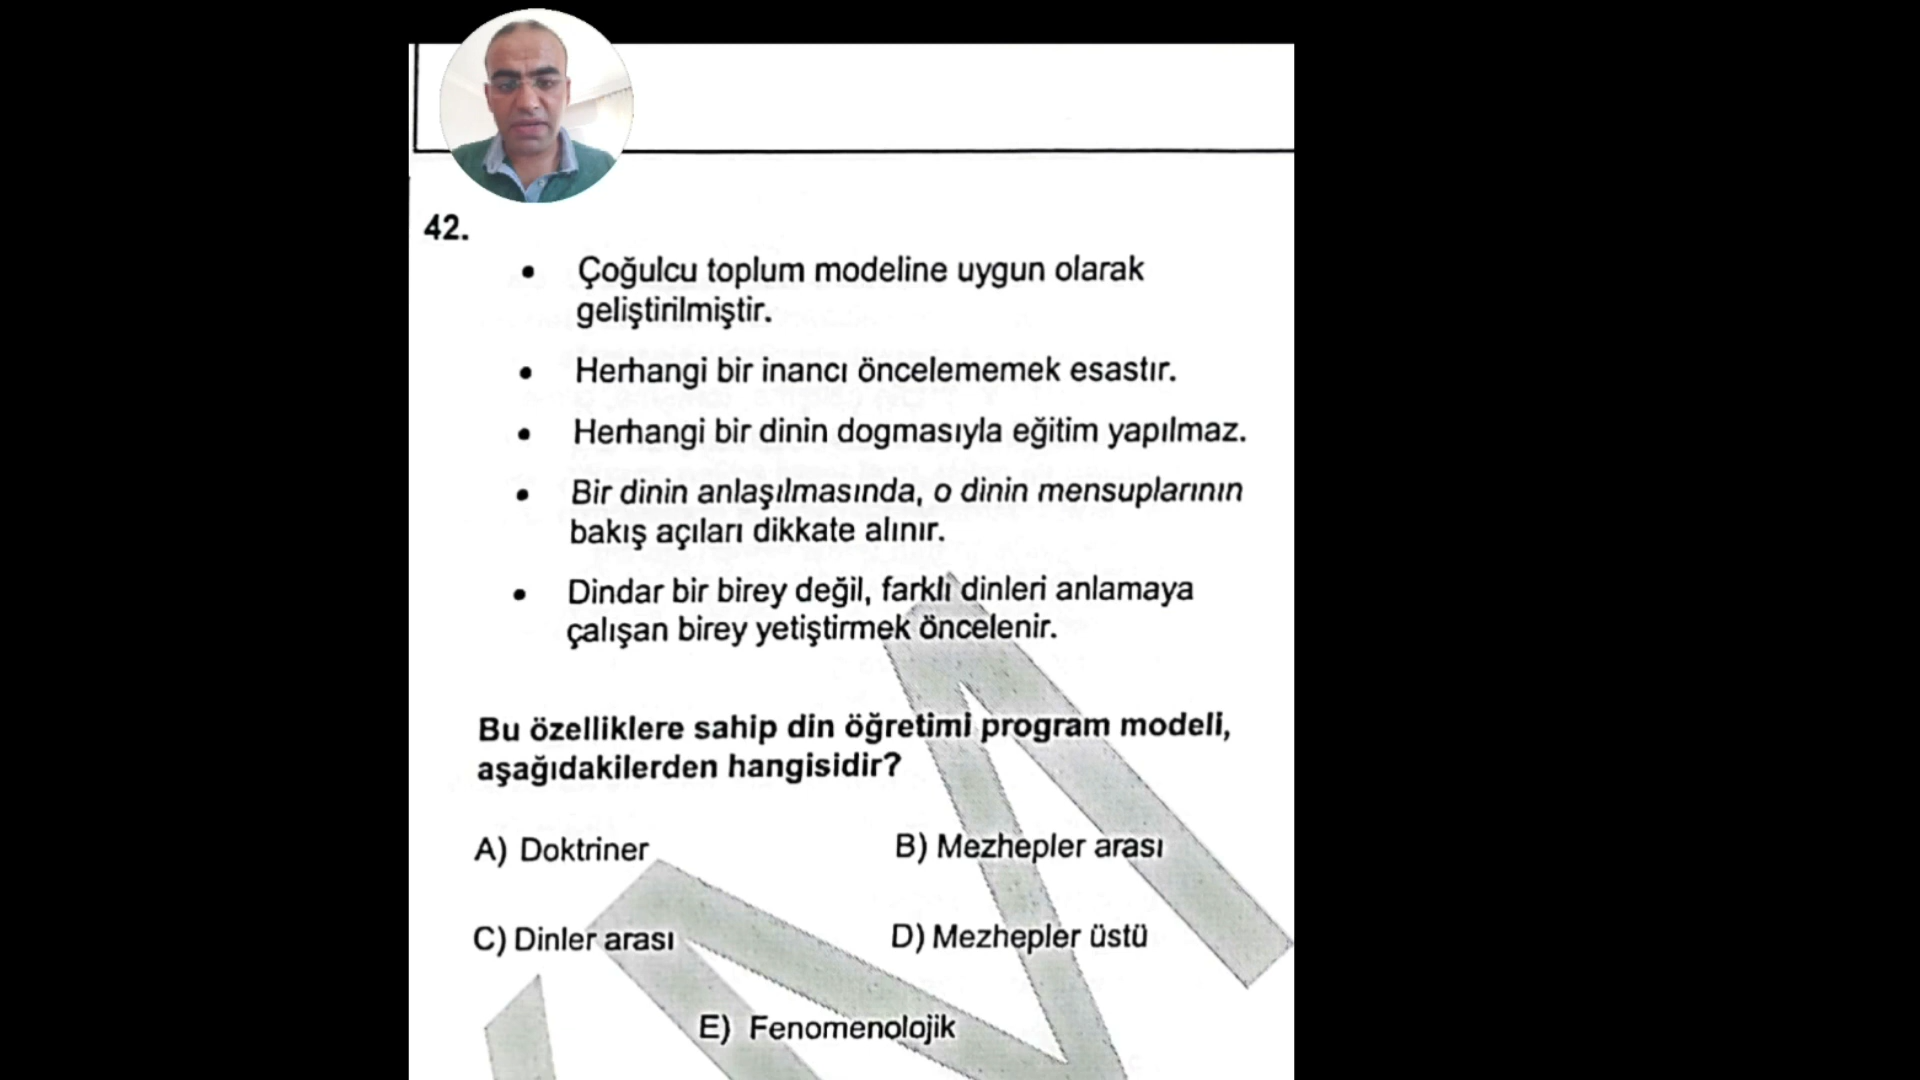 42.
• Çoğulcu toplum modeline uygun olarak
geliştirilmiştir.
• Herhangi bir inancı öncelememek esastır.
• Herhangi bir dinin dogmasıyla eğitim yapılmaz.
• Bir dinin anlaşılmasında, o dinin mensuplarının
bakış açıları dikkate alınır.
• Dindar bir birey değil, farklı dinleri anlamaya
çalışan birey yetiştirmek öncelenir.
Bu özelliklere sahip din öğretimi program modeli,
aşağıdakilerden hangisidir?
A) Doktriner
B) Mezhepler arası
C) Dinler arası
D) Mezhepler üstü
E) Fenomenolojik